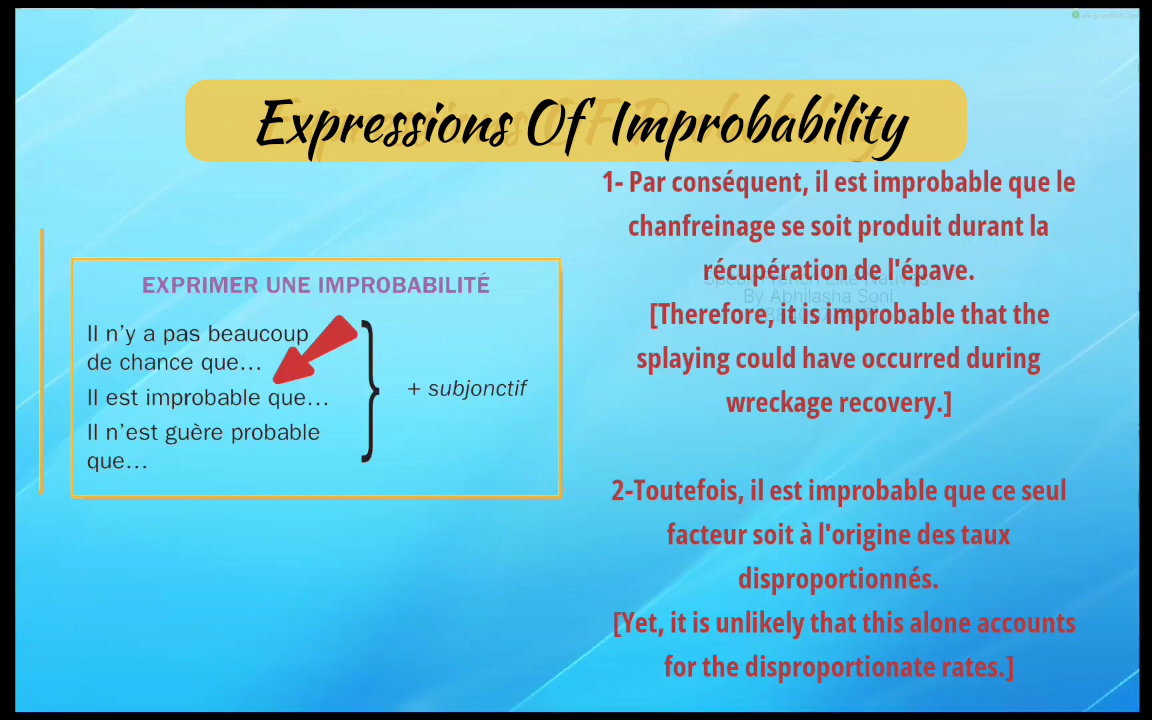 Expressions Of Improbability
EXPRIMER UNE IMPROBABILITÉ
Il n'y a pas beaucoup
de chance que...
Il est improbable que...
Il n'est guère probable
que...
+ subjonctif
1- Par conséquent, il est improbable que le
chanfreinage se soit produit durant la
récupération de l'épave.
[Therefore, it is improbable that the
splaying could have occurred during
wreckage recovery.]
2-Toutefois, il est improbable que ce seul
facteur soit à l'origine des taux
disproportionnés.
[Yet, it is unlikely that this alone accounts
for the disproportionate rates.]
By Abhilasha Soni